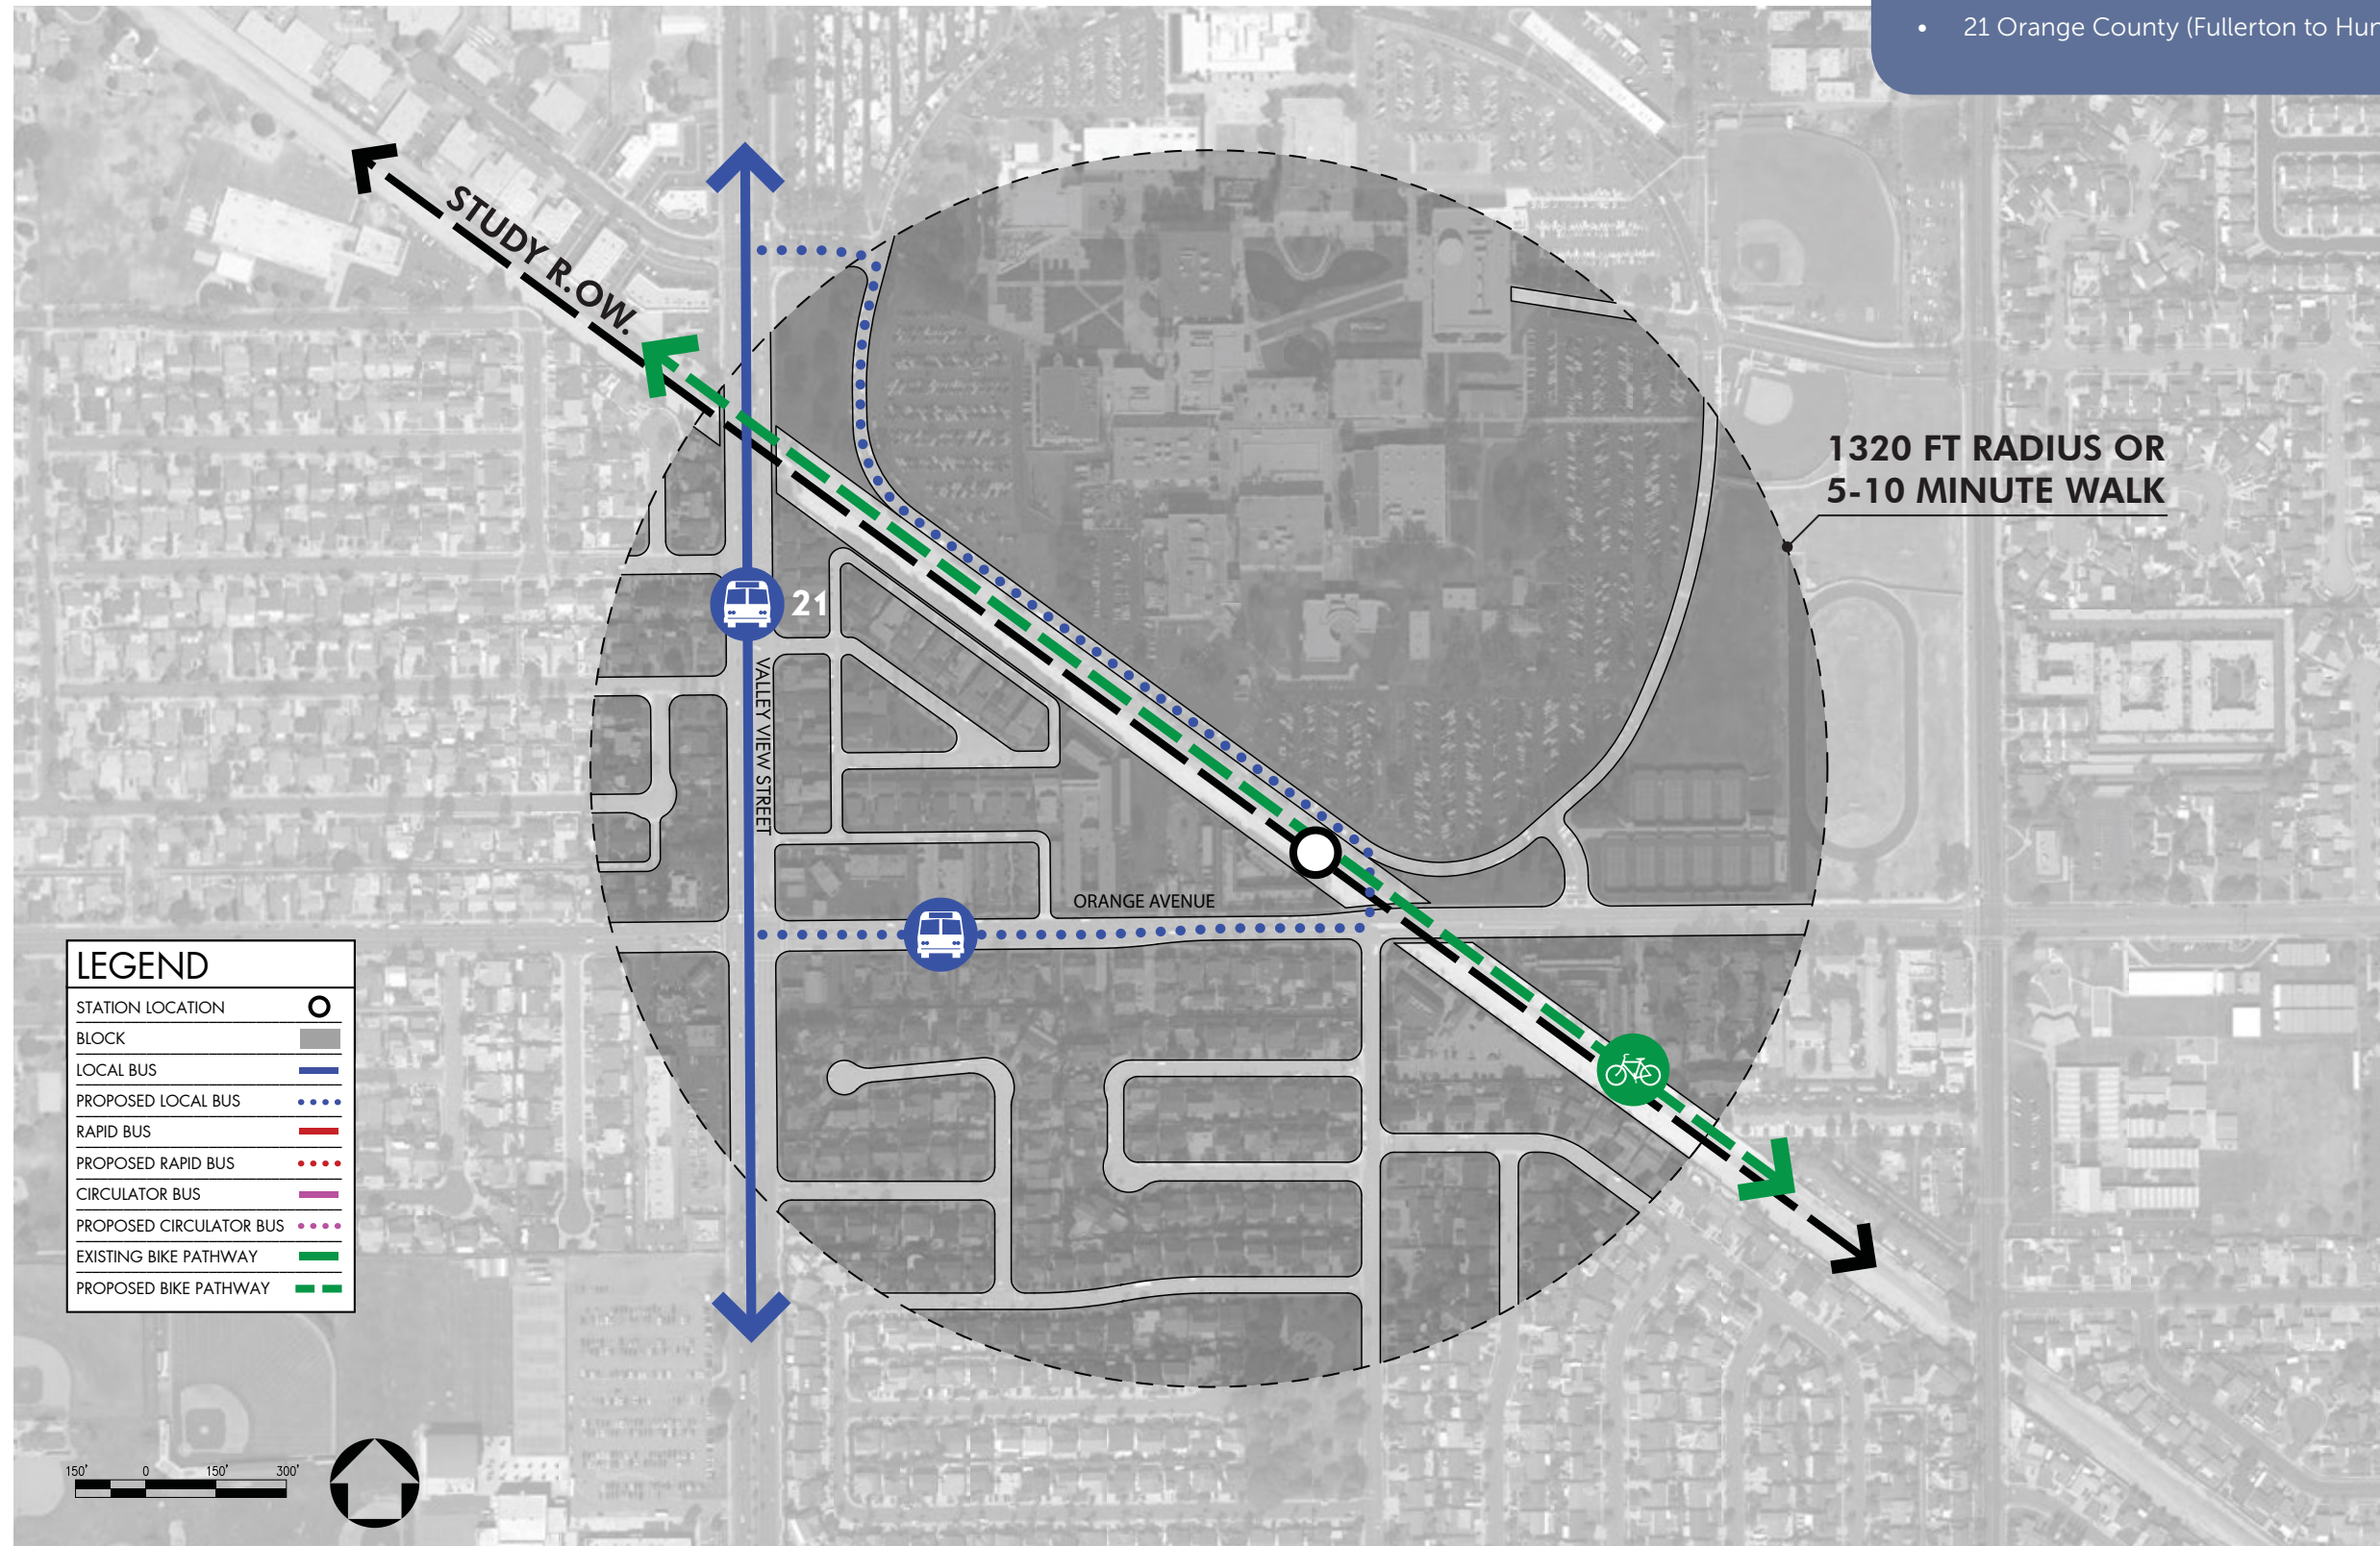 • 21 Orange County (Fullerton to Hun
STUDY R.OW.
1320 FT RADIUS OR
5-10 MINUTE WALK
21
VALLEY VIEW STREET
ORANGE AVENUE
LEGEND
STATION LOCATION
BLOCK
LOCAL BUS
PROPOSED LOCAL BUS
RAPID BUS
PROPOSED RAPID BUS
CIRCULATOR BUS
PROPOSED CIRCULATOR BUS
EXISTING BIKE PATHWAY
PROPOSED BIKE PATHWAY
150' 0 150' 300'